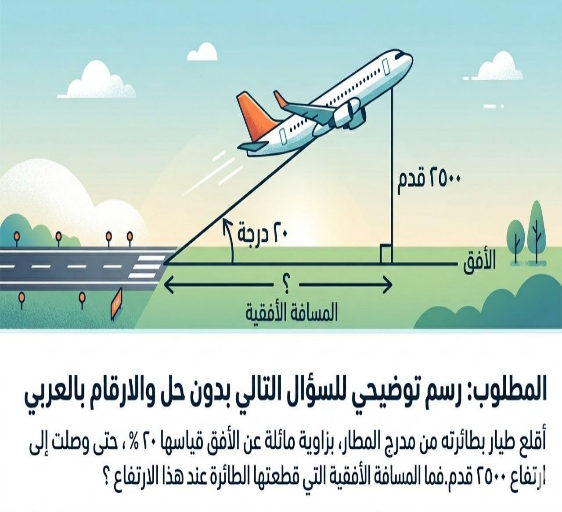 ٢٥٠٠ قدم
٢٠ درجة
الأفق
؟
المسافة الأفقية
المطلوب: رسم توضيحي للسؤال التالي بدون حل والارقام بالعربي
أقلع طيار بطائرته من مدرج المطار، بزاوية مائلة عن الأفق قياسها ٢٠ %، حتى وصلت إلى
ارتفاع ٢٥٠٠ قدم.فما المسافة الأفقية التي قطعتها الطائرة عند هذا الارتفاع ؟